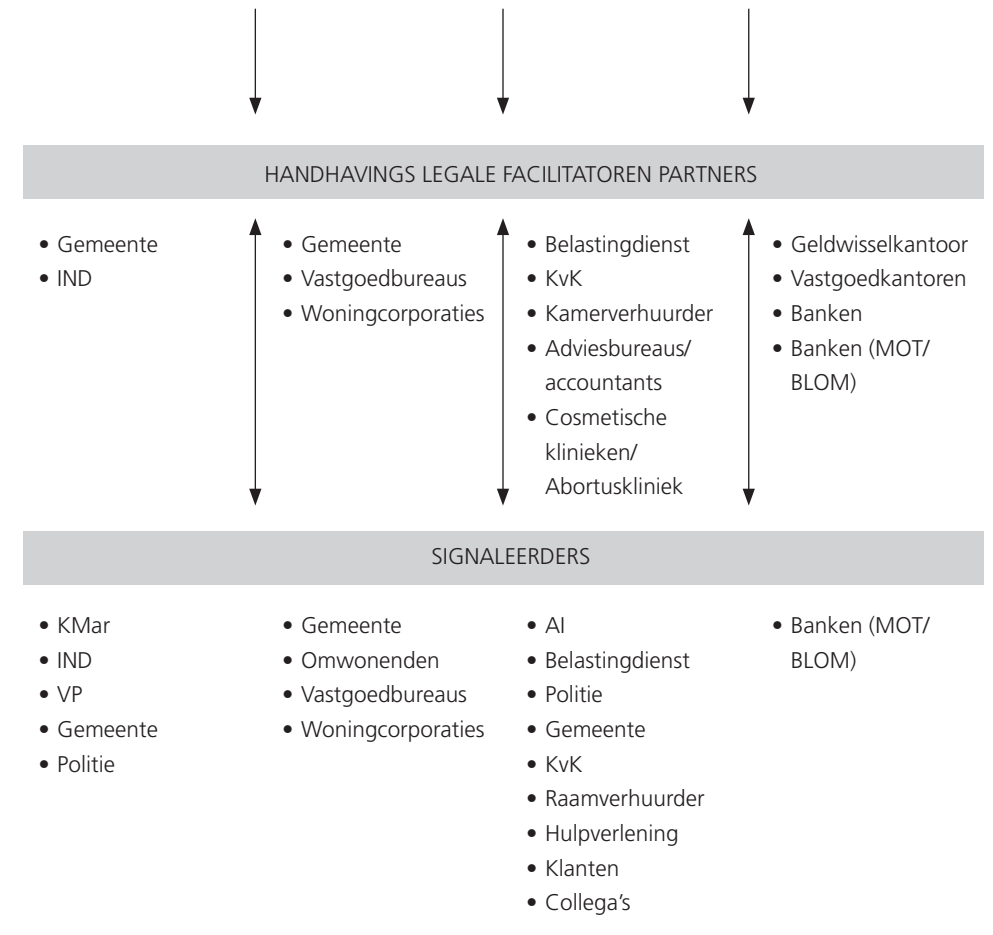 HANDHAVINGS LEGALE FACILITATOREN PARTNERS
• Gemeente
• IND
• Gemeente
• Vastgoedbureaus
• Woningcorporaties
• Belastingdienst
• KvK
• Kamerverhuurder
• Adviesbureaus/
accountants
• Cosmetische
klinieken/
Abortuskliniek
• Geldwisselkantoor
• Vastgoedkantoren
• Banken
• Banken (MOT/
BLOM)
SIGNALEERDERS
• KMar
• IND
• VP
• Gemeente
• Politie
• Gemeente
• Omwonenden
• Vastgoedbureaus
• Woningcorporaties
• AI
• Belastingdienst
• Politie
• Gemeente
• KvK
• Raamverhuurder
• Hulpverlening
• Klanten
• Collega's
• Banken (MOT/
BLOM)